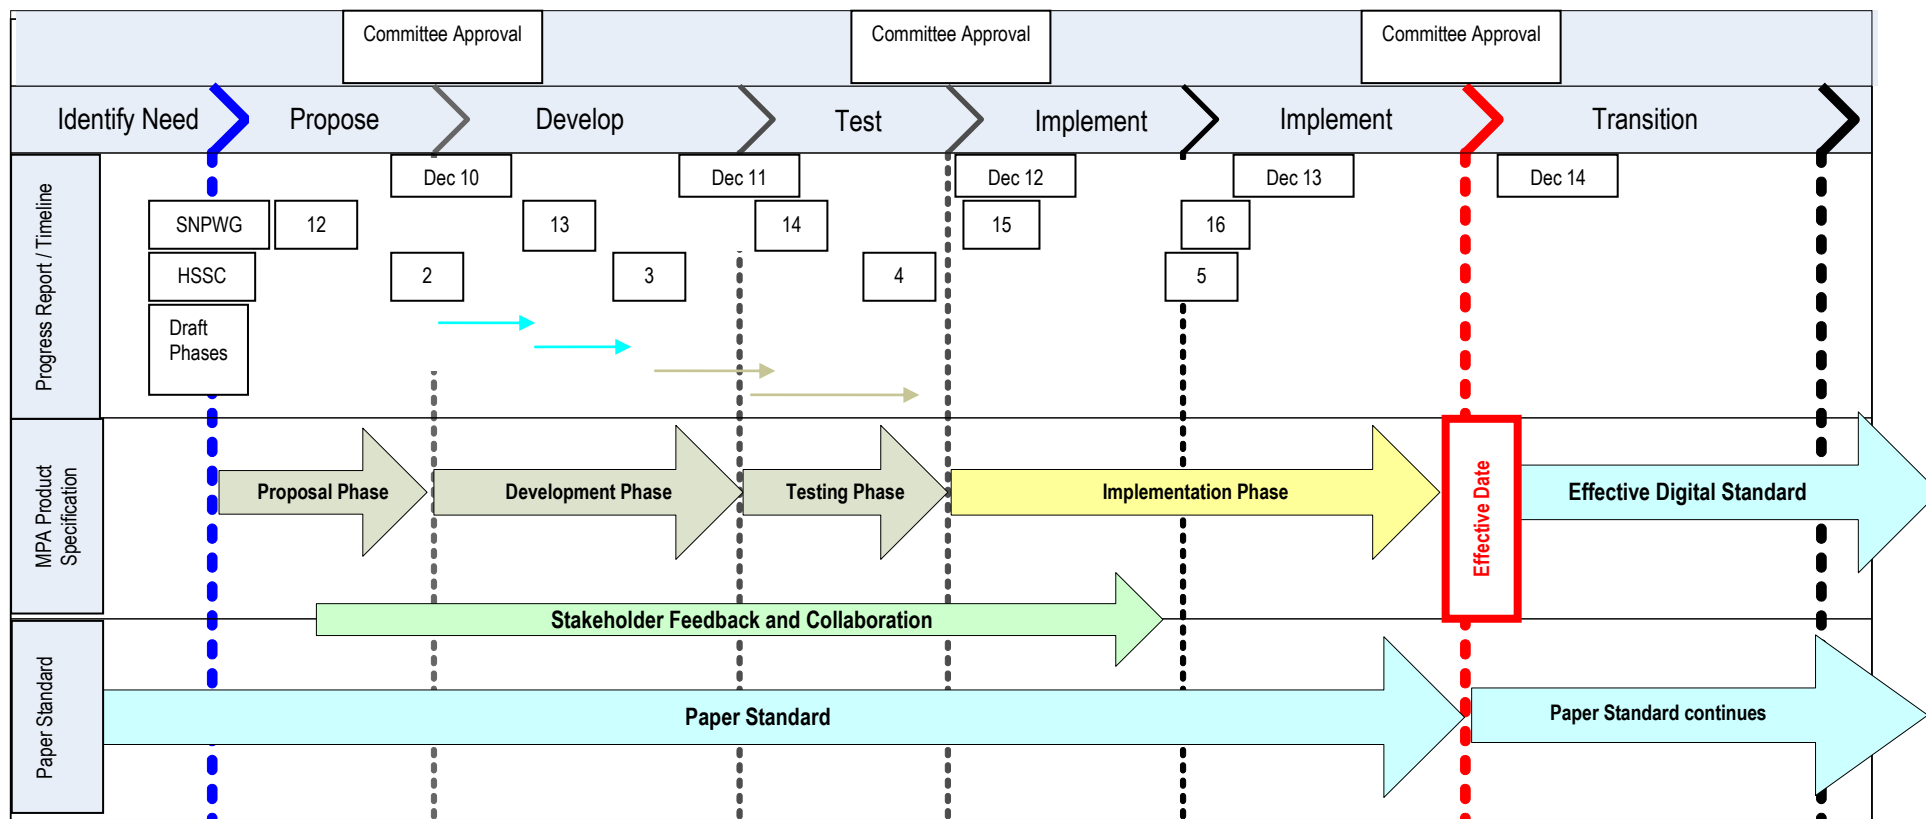 Committee Approval
Committee Approval
Committee Approval
Identify Need
Propose
Develop
Test
Implement
Implement
Transition
Progress Report / Timeline
Dec 10
Dec 11
Dec 12
Dec 13
Dec 14
SNPWG
12
13
14
15
16
HSSC
2
3
4
5
Draft
Phases
MPA Product
Specification
Proposal Phase
Development Phase
Testing Phase
Implementation Phase
Effective Date
Effective Digital Standard
Stakeholder Feedback and Collaboration
Paper Standard
Paper Standard
Paper Standard continues